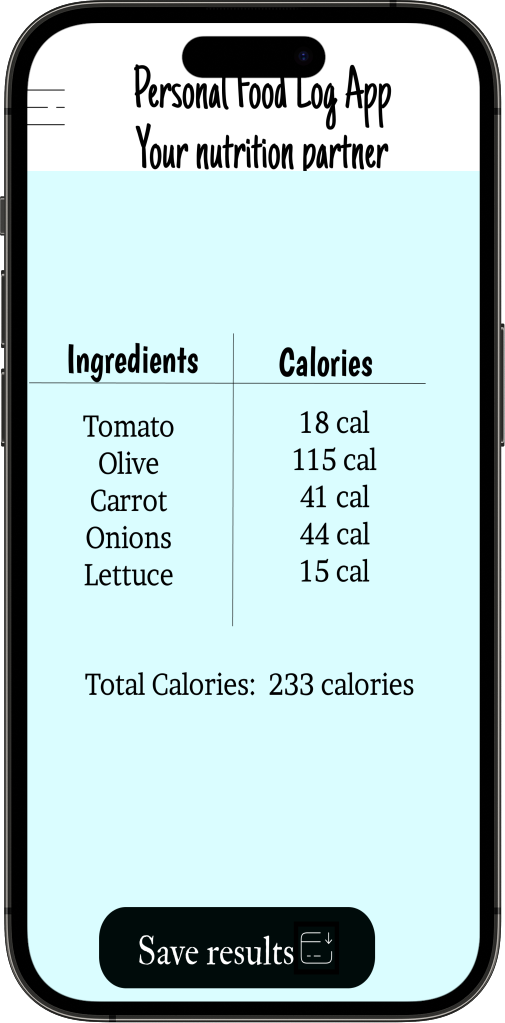 Personal Food Log App
Your nutrition partner
Ingredients Calories
Tomato 18 cal
Olive 115 cal
Carrot 41 cal
Onions 44 cal
Lettuce 15 cal
Total Calories: 233 calories
Save results